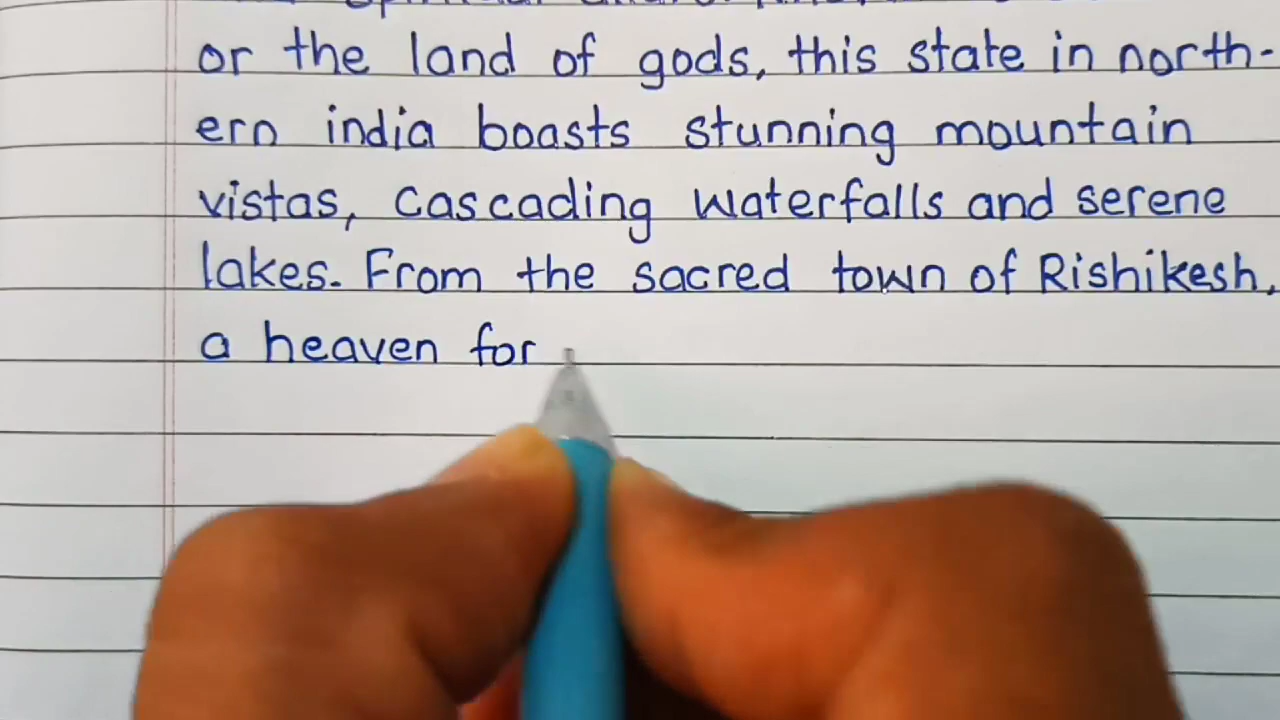 or the land of gods, this state in north-
ern india boasts stunning mountain
vistas, cascading waterfalls and serene
lakes. From the sacred town of Rishikesh,
a heaven for